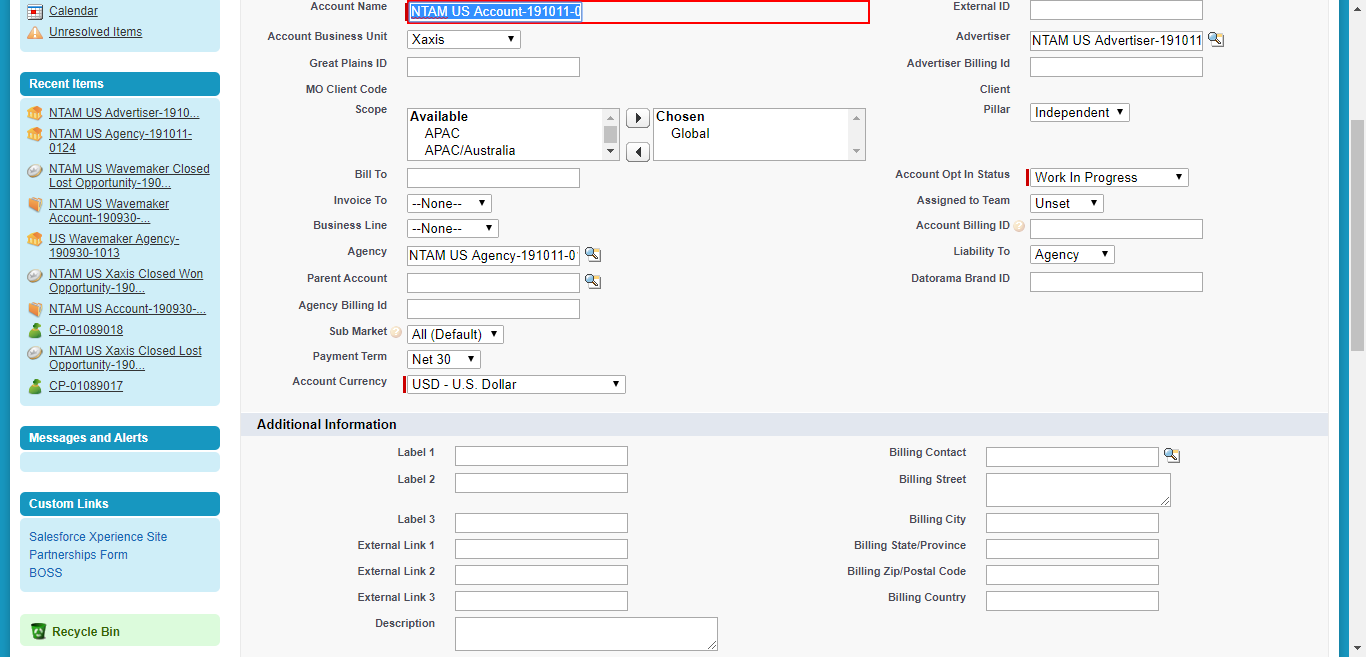 Calendar
Unresolved Items
Recent Items
NTAM US Advertiser-1910...
NTAM US Agency-191011-
0124
NTAM US Wavemaker Closed
Lost Opportunity-190...
NTAM US Wavemaker
Account-190930-...
US Wavemaker Agency-
190930-1013
NTAM US Xaxis Closed Won
Opportunity-190...
NTAM US Account-190930-...
CP-01089018
NTAM US Xaxis Closed Lost
Opportunity-190...
CP-01089017
Messages and Alerts
Custom Links
Salesforce Xperience Site
Partnerships Form
BOSS
Recycle Bin
Account Name NTAM US Account-191011-0
External ID
Account Business Unit Xaxis
Advertiser NTAM US Advertiser-191011
Great Plains ID
Advertiser Billing Id
MO Client Code
Client
Scope
Available
APAC
APAC/Australia
Chosen
Global
Pillar Independent
Bill To
Account Opt In Status Work In Progress
Invoice To --None--
Assigned to Team Unset
Business Line --None--
Account Billing ID
Agency NTAM US Agency-191011-0
Liability To Agency
Parent Account
Datorama Brand ID
Agency Billing Id
Sub Market All (Default)
Payment Term Net 30
Account Currency USD - U.S. Dollar
Additional Information
Label 1
Billing Contact
Label 2
Billing Street
Label 3
Billing City
External Link 1
Billing State/Province
External Link 2
Billing Zip/Postal Code
External Link 3
Billing Country
Description